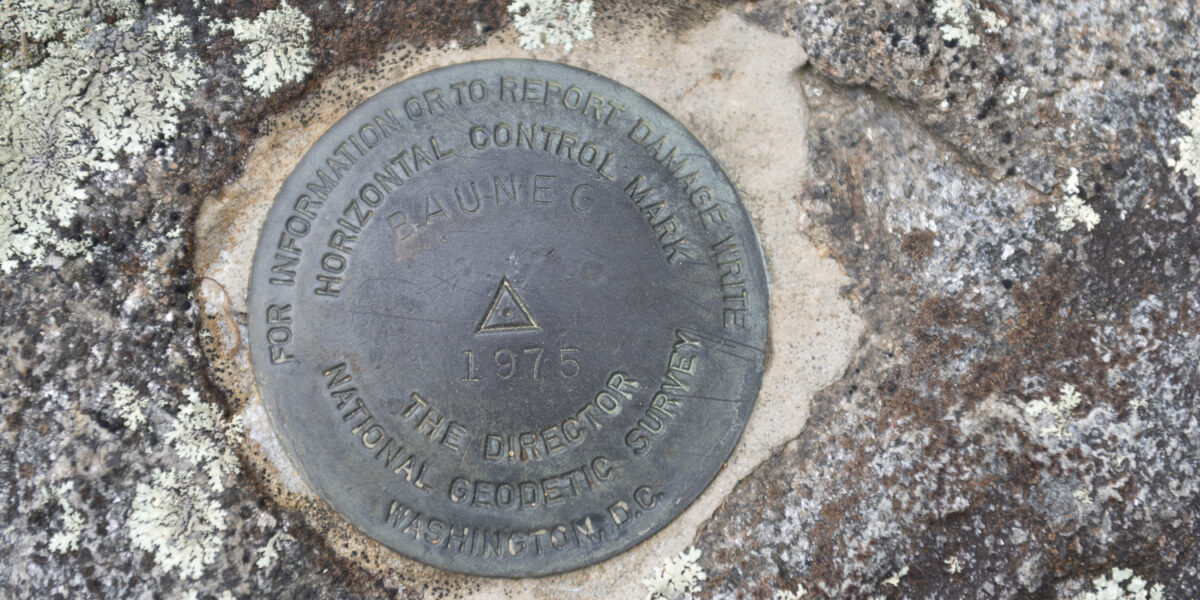 FOR INFORMATION OR TO REPORT DAMAGE WRITE
HORIZONTAL CONTROL MARK
BAUNEG
1975
THE DIRECTOR
NATIONAL GEODETIC SURVEY
WASHINGTON, D.C.